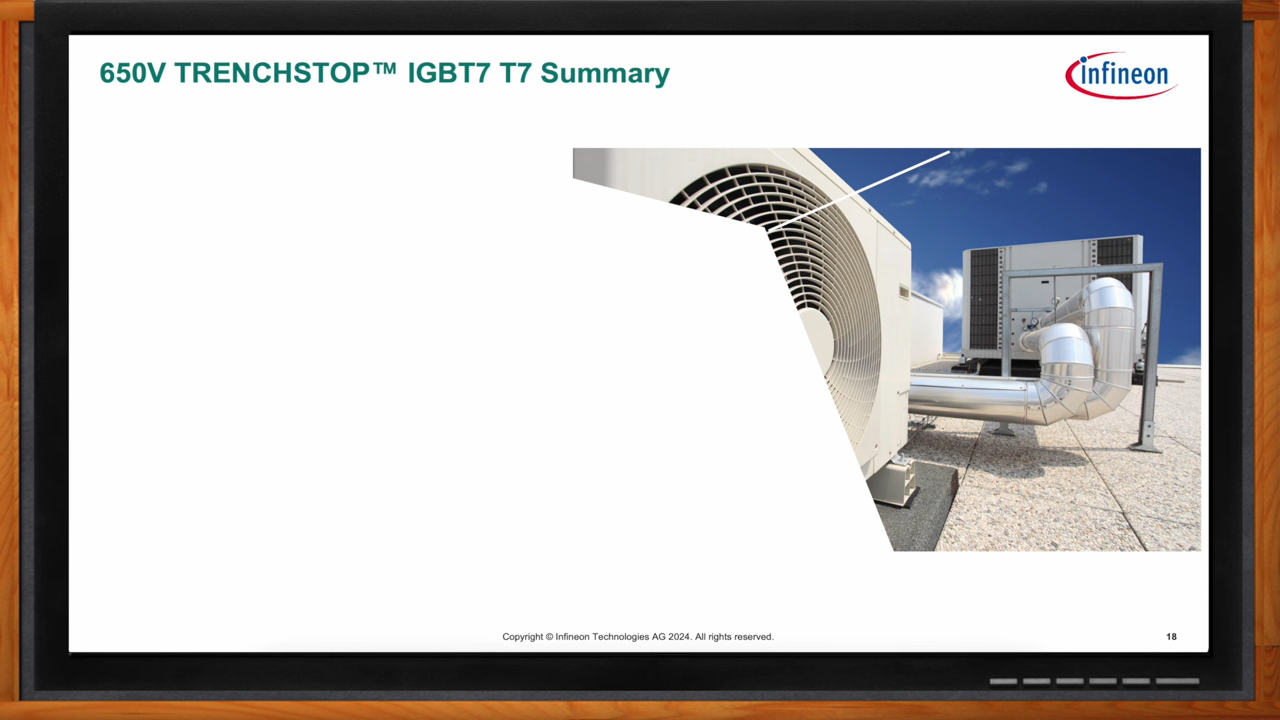 650V TRENCHSTOP™ IGBT7 T7 Summary
infineon
Copyright © Infineon Technologies AG 2024. All rights reserved.
18